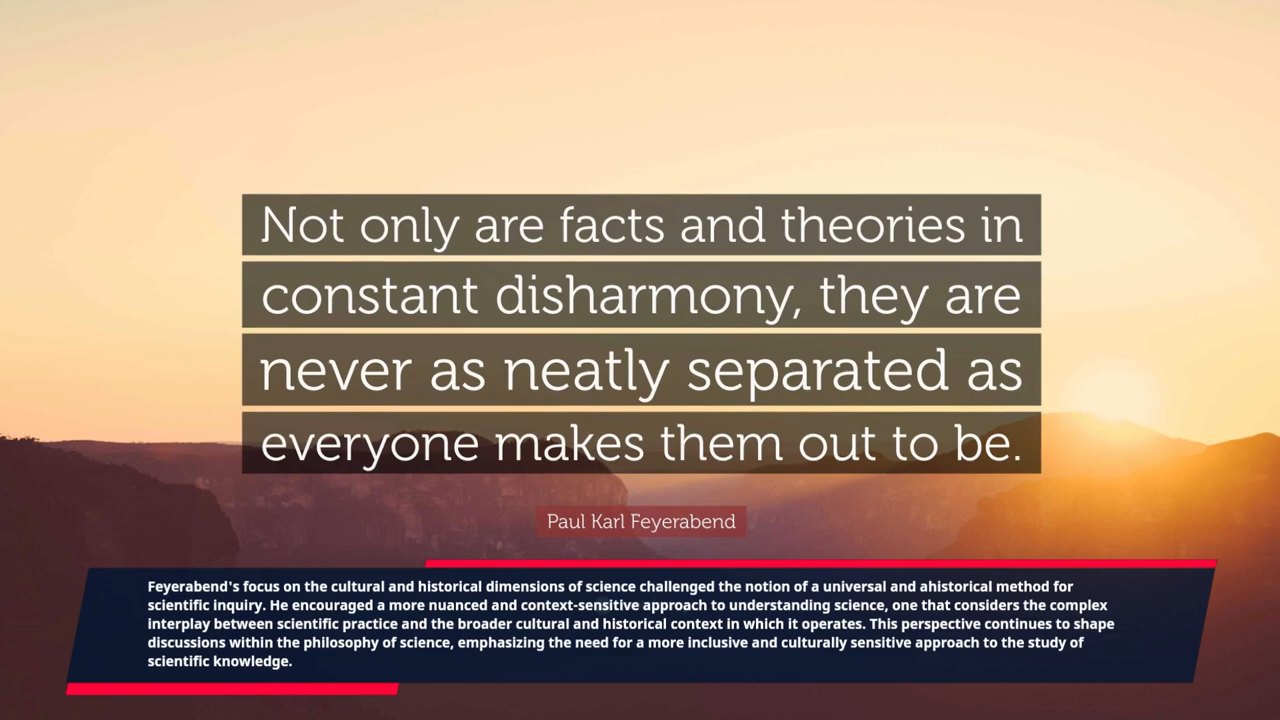 Not only are facts and theories in
constant disharmony, they are
never as neatly separated as
everyone makes them out to be.
Paul Karl Feyerabend
Feyerabend's focus on the cultural and historical dimensions of science challenged the notion of a universal and ahistorical method for
scientific inquiry. He encouraged a more nuanced and context-sensitive approach to understanding science, one that considers the complex
interplay between scientific practice and the broader cultural and historical context in which it operates. This perspective continues to shape
discussions within the philosophy of science, emphasizing the need for a more inclusive and culturally sensitive approach to the study of
scientific knowledge.